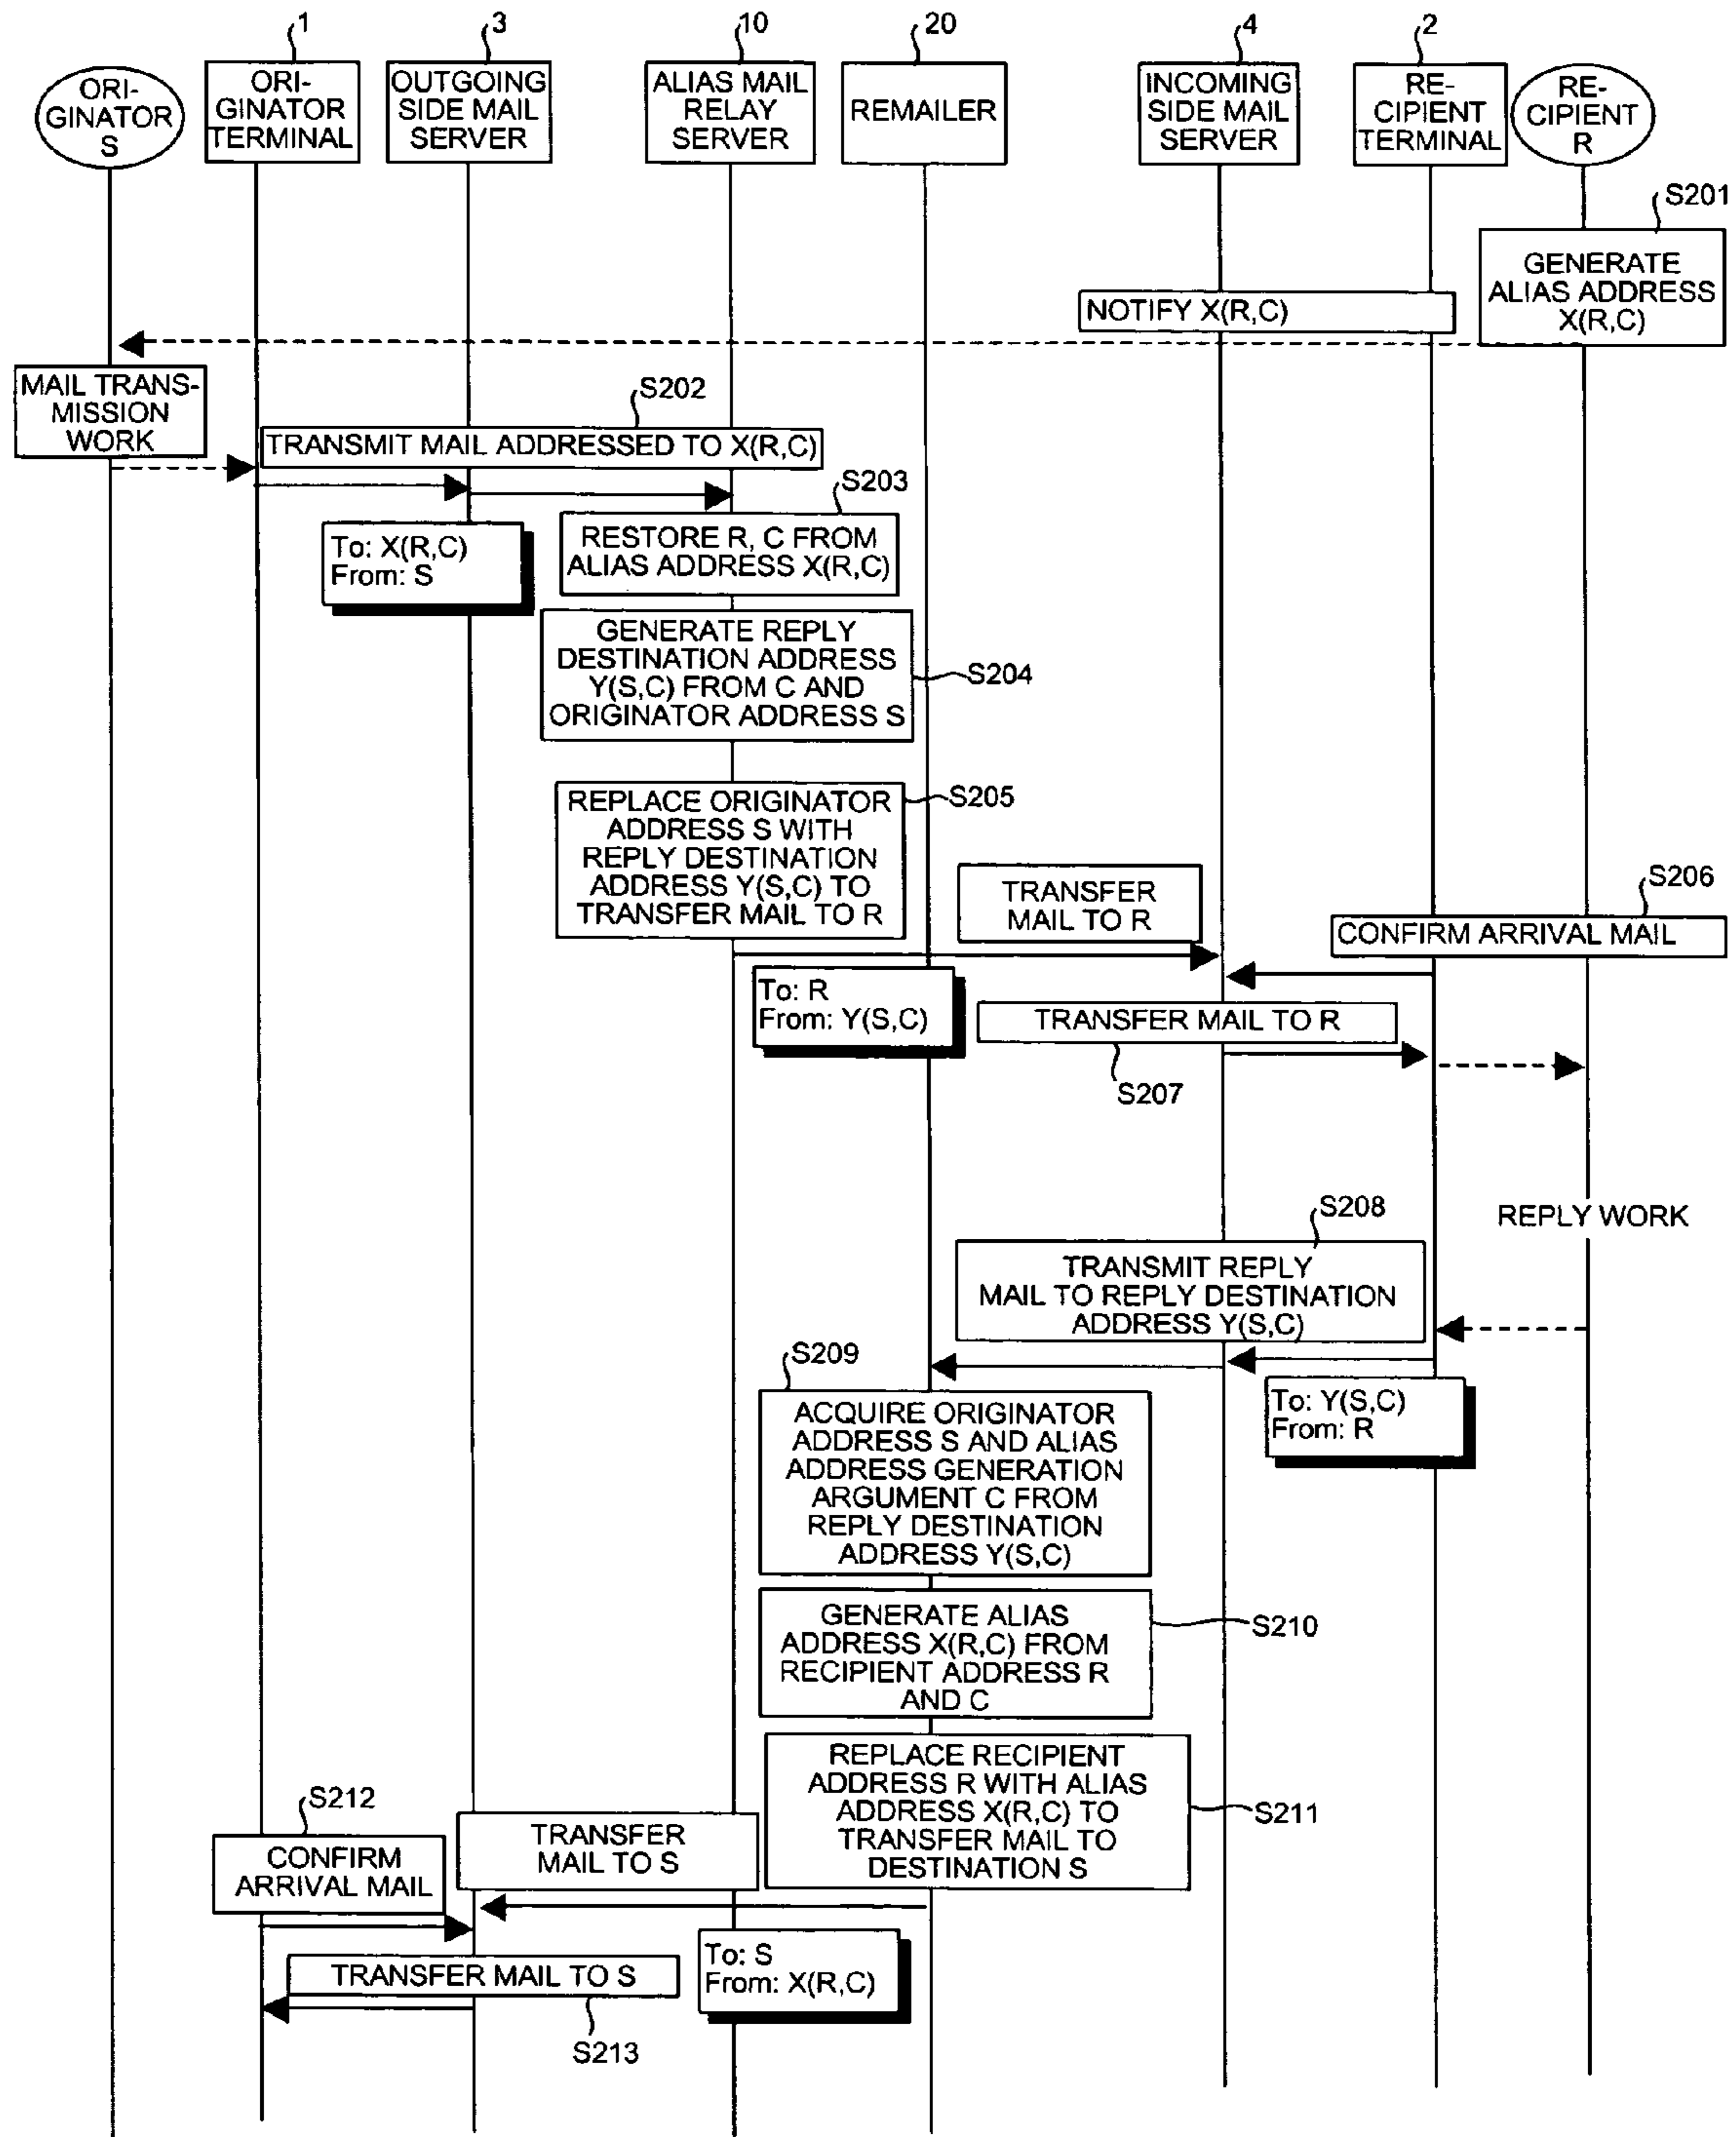 1
3
10
20
4
2
ORI-
GINATOR
S
ORI-
GINATOR
TERMINAL
OUTGOING
SIDE MAIL
SERVER
ALIAS MAIL
RELAY
SERVER
REMAILER
INCOMING
SIDE MAIL
SERVER
RE-
CIPIENT
TERMINAL
RE-
CIPIENT
R
S201
GENERATE
ALIAS ADDRESS
X(R,C)
NOTIFY X(R,C)
MAIL TRANS-
MISSION
WORK
S202
TRANSMIT MAIL ADDRESSED TO X(R,C)
To: X(R,C)
From: S
S203
RESTORE R, C FROM
ALIAS ADDRESS X(R,C)
GENERATE REPLY
DESTINATION ADDRESS
Y(S,C) FROM C AND
ORIGINATOR ADDRESS S
S204
REPLACE ORIGINATOR
ADDRESS S WITH
REPLY DESTINATION
ADDRESS Y(S,C) TO
TRANSFER MAIL TO R
S205
TRANSFER
MAIL TO R
S206
CONFIRM ARRIVAL MAIL
To: R
From: Y(S,C)
TRANSFER MAIL TO R
S207
REPLY WORK
S208
TRANSMIT REPLY
MAIL TO REPLY DESTINATION
ADDRESS Y(S,C)
To: Y(S,C)
From: R
S209
ACQUIRE ORIGINATOR
ADDRESS S AND ALIAS
ADDRESS GENERATION
ARGUMENT C FROM
REPLY DESTINATION
ADDRESS Y(S,C)
GENERATE ALIAS
ADDRESS X(R,C) FROM
RECIPIENT ADDRESS R
AND C
S210
REPLACE RECIPIENT
ADDRESS R WITH ALIAS
ADDRESS X(R,C) TO
TRANSFER MAIL TO
DESTINATION S
S211
S212
CONFIRM
ARRIVAL MAIL
TRANSFER
MAIL TO S
To: S
From: X(R,C)
TRANSFER MAIL TO S
S213